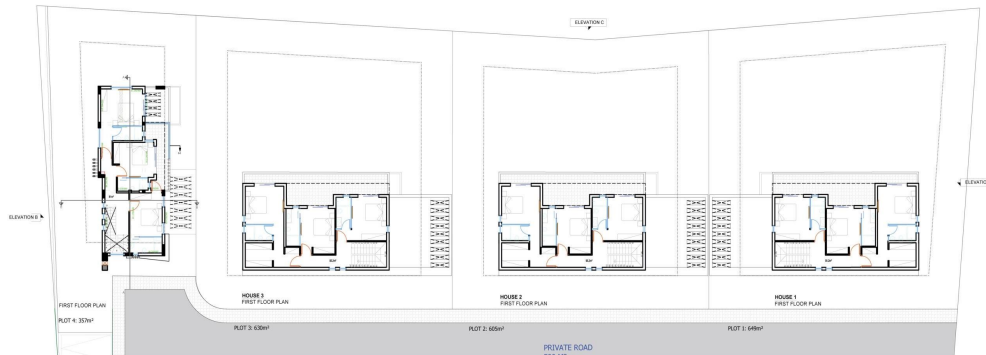 ELEVATION C
ELEVATION B
ELEVATION
HOUSE 3
FIRST FLOOR PLAN
HOUSE 2
FIRST FLOOR PLAN
HOUSE 1
FIRST FLOOR PLAN
FIRST FLOOR PLAN
PLOT 4: 357m²
PLOT 3: 630m²
PLOT 2: 605m²
PLOT 1: 649m²
PRIVATE ROAD